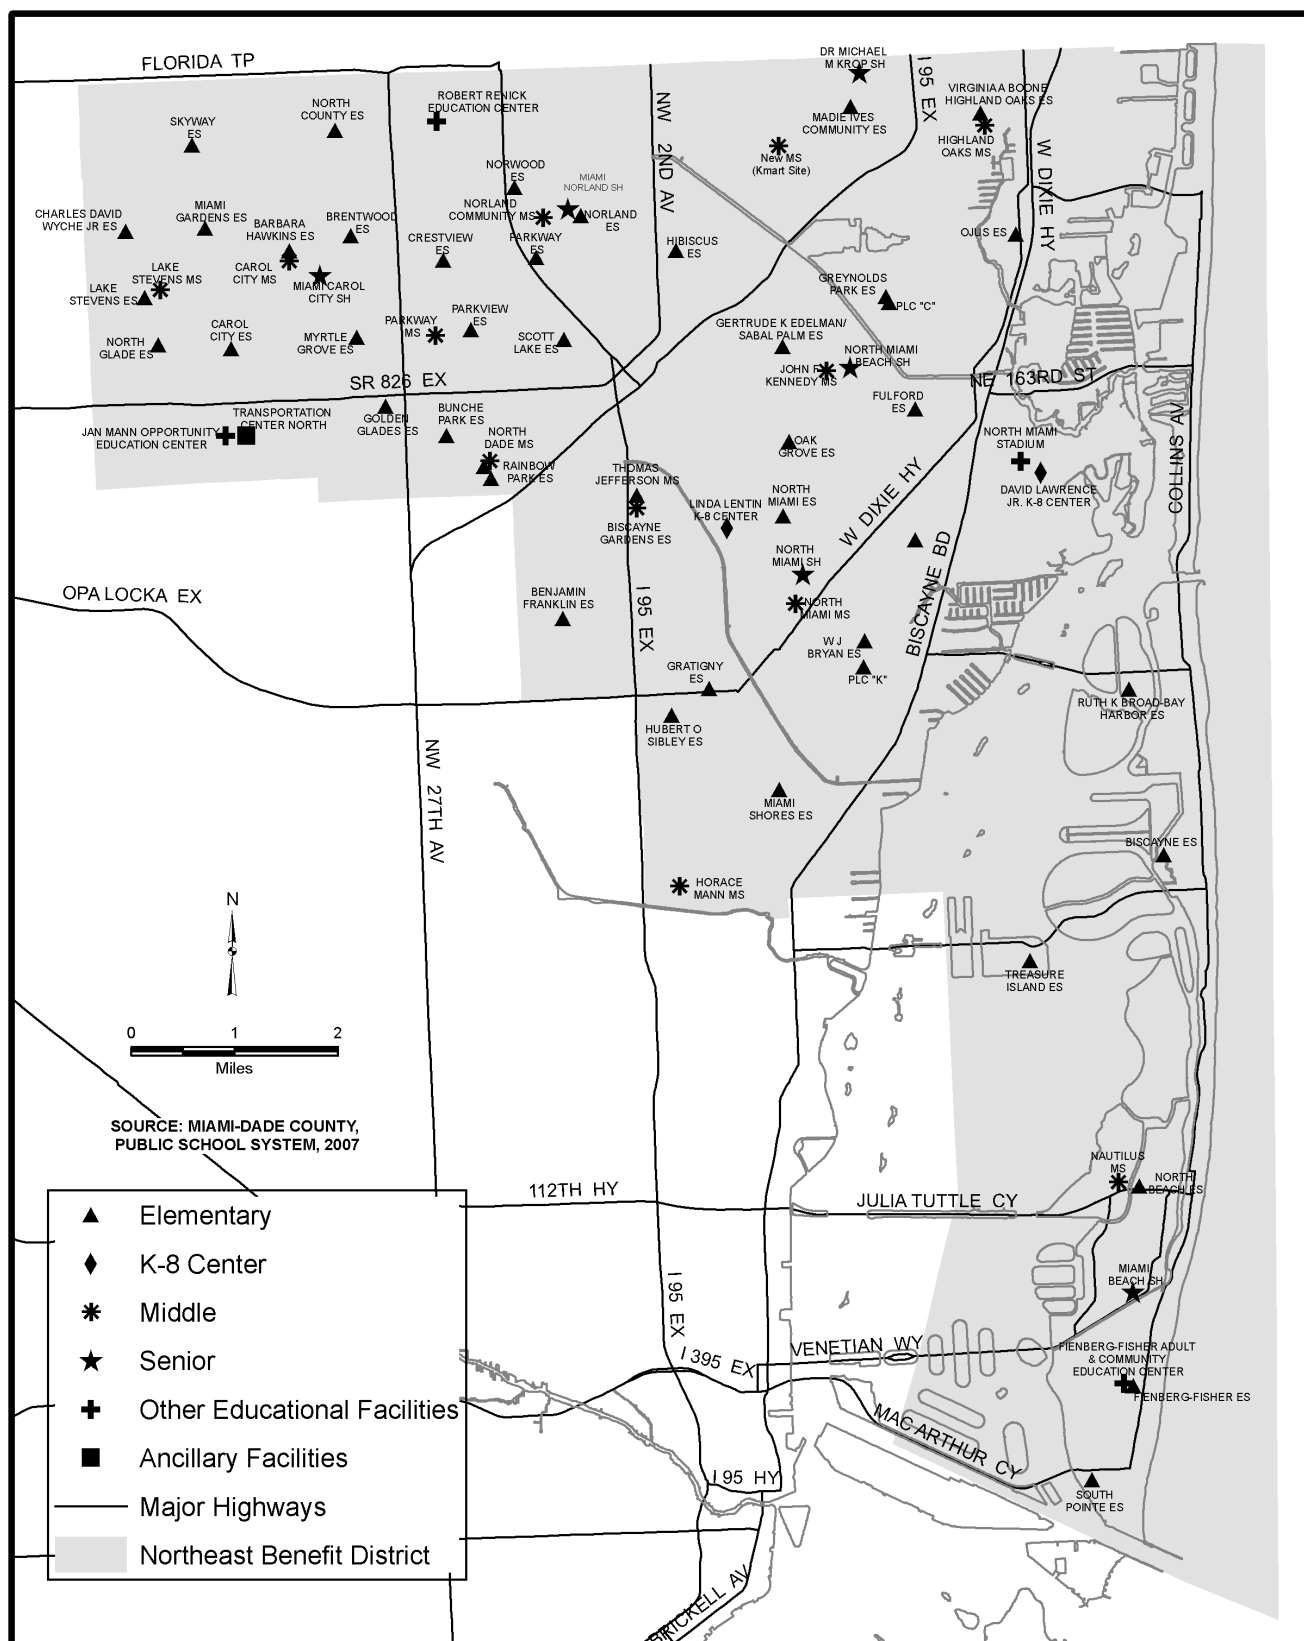 FLORIDA TP
DR MICHAEL
M KROP SH
I 95 EX
VIRGINIA A BOONE
HIGHLAND OAKS ES
ROBERT RENICK
EDUCATION CENTER
NORTH
COUNTY ES
SKYWAY
ES
MADIE IVES
COMMUNITY ES
HIGHLAND
OAKS MS
NW 2ND AV
W DIXIE HY
New MS
(Kmart Site)
NORWOOD
ES
MIAMI
NORLAND SH
NORLAND
COMMUNITY MS
NORLAND
ES
CHARLES DAVID
WYCHE JR ES
MIAMI
GARDENS ES
BARBARA
HAWKINS ES
BRENTWOOD
ES
CRESTVIEW
ES
PARKWAY
ES
HIBISCUS
ES
OJUS ES
LAKE
STEVENS MS
CAROL
CITY MS
MIAMI CAROL
CITY SH
LAKE
STEVENS ES
GREYNOLDS
PARK ES
PLC "C"
PARKWAY
MS
PARKVIEW
ES
GERTRUDE K EDELMAN/
SABAL PALM ES
NORTH
GLADE ES
CAROL
CITY ES
MYRTLE
GROVE ES
SCOTT
LAKE ES
NORTH MIAMI
BEACH SH
JOHN F
KENNEDY MS
SR 826 EX
NE 163RD ST
FULFORD
ES
JAN MANN OPPORTUNITY
EDUCATION CENTER
TRANSPORTATION
CENTER NORTH
GOLDEN
GLADES ES
BUNCHE
PARK ES
NORTH
DADE MS
RAINBOW
PARK ES
OAK
GROVE ES
NORTH MIAMI
STADIUM
COLLINS AV
THOMAS
JEFFERSON MS
LINDA LENTIN
K-8 CENTER
NORTH
MIAMI ES
W DIXIE HY
DAVID LAWRENCE
JR. K-8 CENTER
BISCAYNE
GARDENS ES
NORTH
MIAMI SH
BISCAYNE BD
OPA LOCKA EX
BENJAMIN
FRANKLIN ES
I 95 EX
NORTH
MIAMI MS
W J
BRYAN ES
PLC "K"
GRATIGNY
ES
RUTH K BROAD-BAY
HARBOR ES
HUBERT O
SIBLEY ES
NW 27TH AV
MIAMI
SHORES ES
BISCAYNE ES
HORACE
MANN MS
N
TREASURE
ISLAND ES
0 1 2
Miles
SOURCE: MIAMI-DADE COUNTY,
PUBLIC SCHOOL SYSTEM, 2007
NAUTILUS
MS
NORTH
BEACH ES
112TH HY
JULIA TUTTLE CY
MIAMI
BEACH SH
I 95 EX
VENETIAN WY
I 395 EX
FIENBERG-FISHER ADULT
& COMMUNITY
EDUCATION CENTER
FIENBERG-FISHER ES
MAC ARTHUR CY
I 95 HY
SOUTH
POINTE ES
BRICKELL AV
Elementary
K-8 Center
Middle
Senior
Other Educational Facilities
Ancillary Facilities
Major Highways
Northeast Benefit District